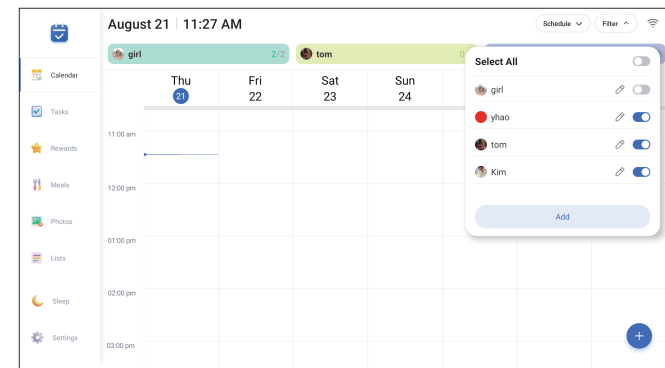 August 21 11:27 AM
Schedule
Filter
girl 2/2
tom 0
Calendar
Tasks
Rewards
Meals
Photos
Lists
Sleep
Settings
Thu
21
Fri
22
Sat
23
Sun
24
11:00 am
12:00 pm
01:00 pm
02:00 pm
03:00 pm
Select All
girl
yhao
tom
Kim
Add
+